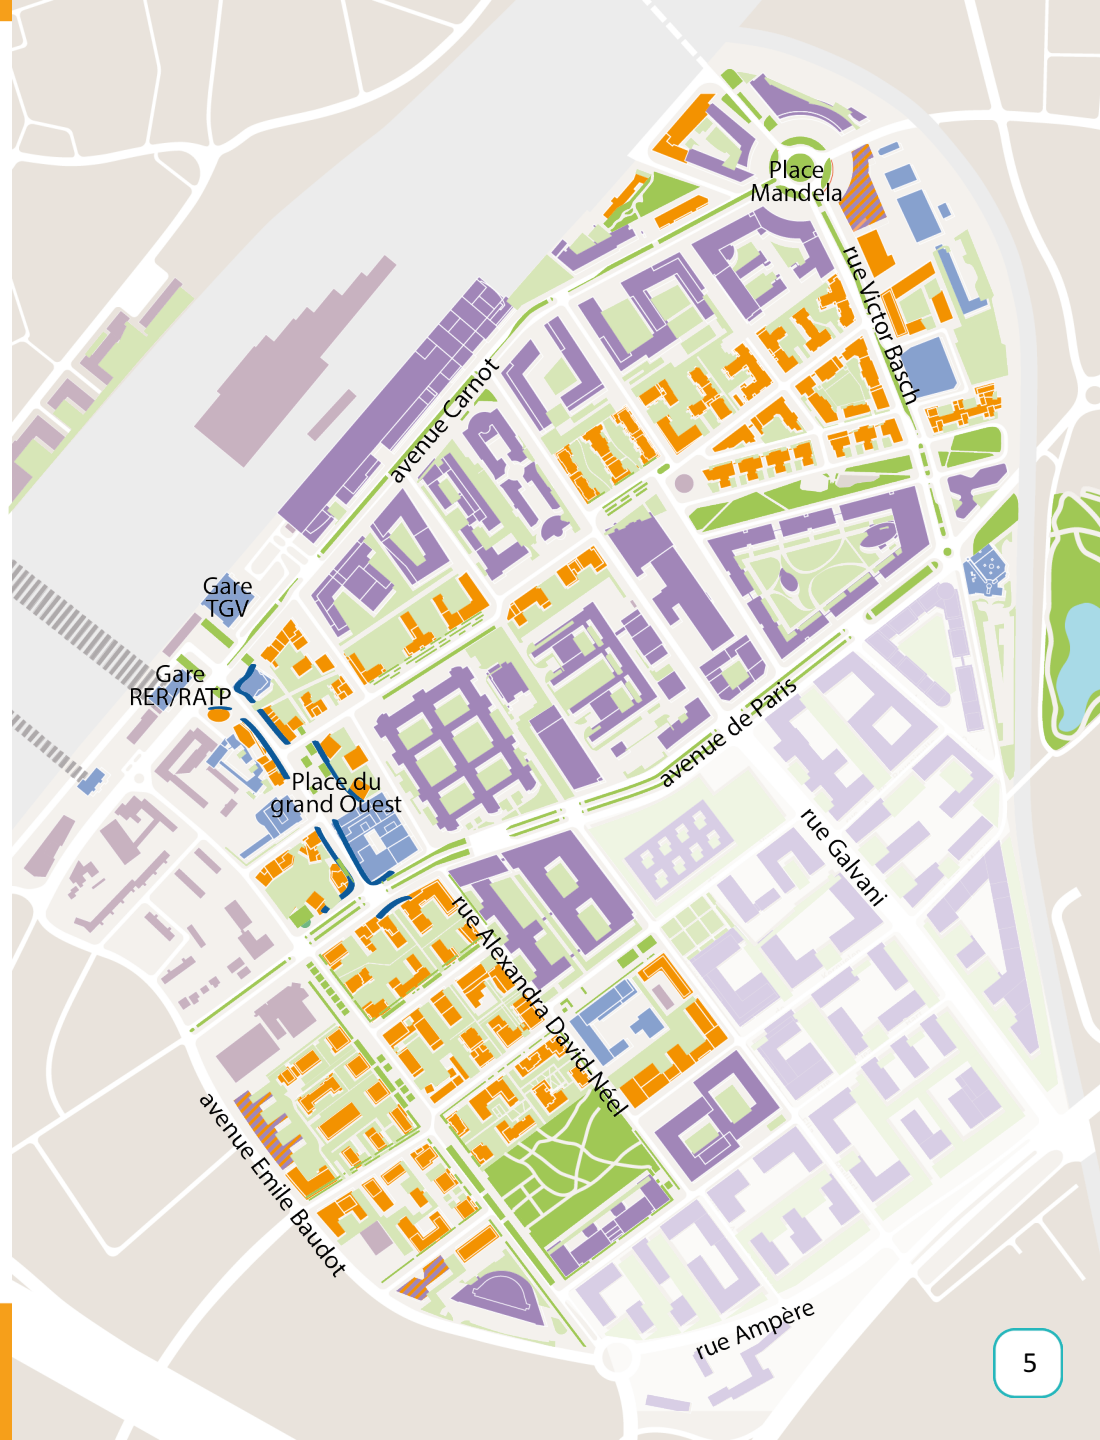 Place
Mandela
rue Victor Basch
avenue Carnot
Gare
TGV
Gare
RER/RATP
avenue de Paris
Place du
grand Ouest
rue Galvani
rue Alexandra David-Néel
avenue Emile Baudot
rue Ampère
5